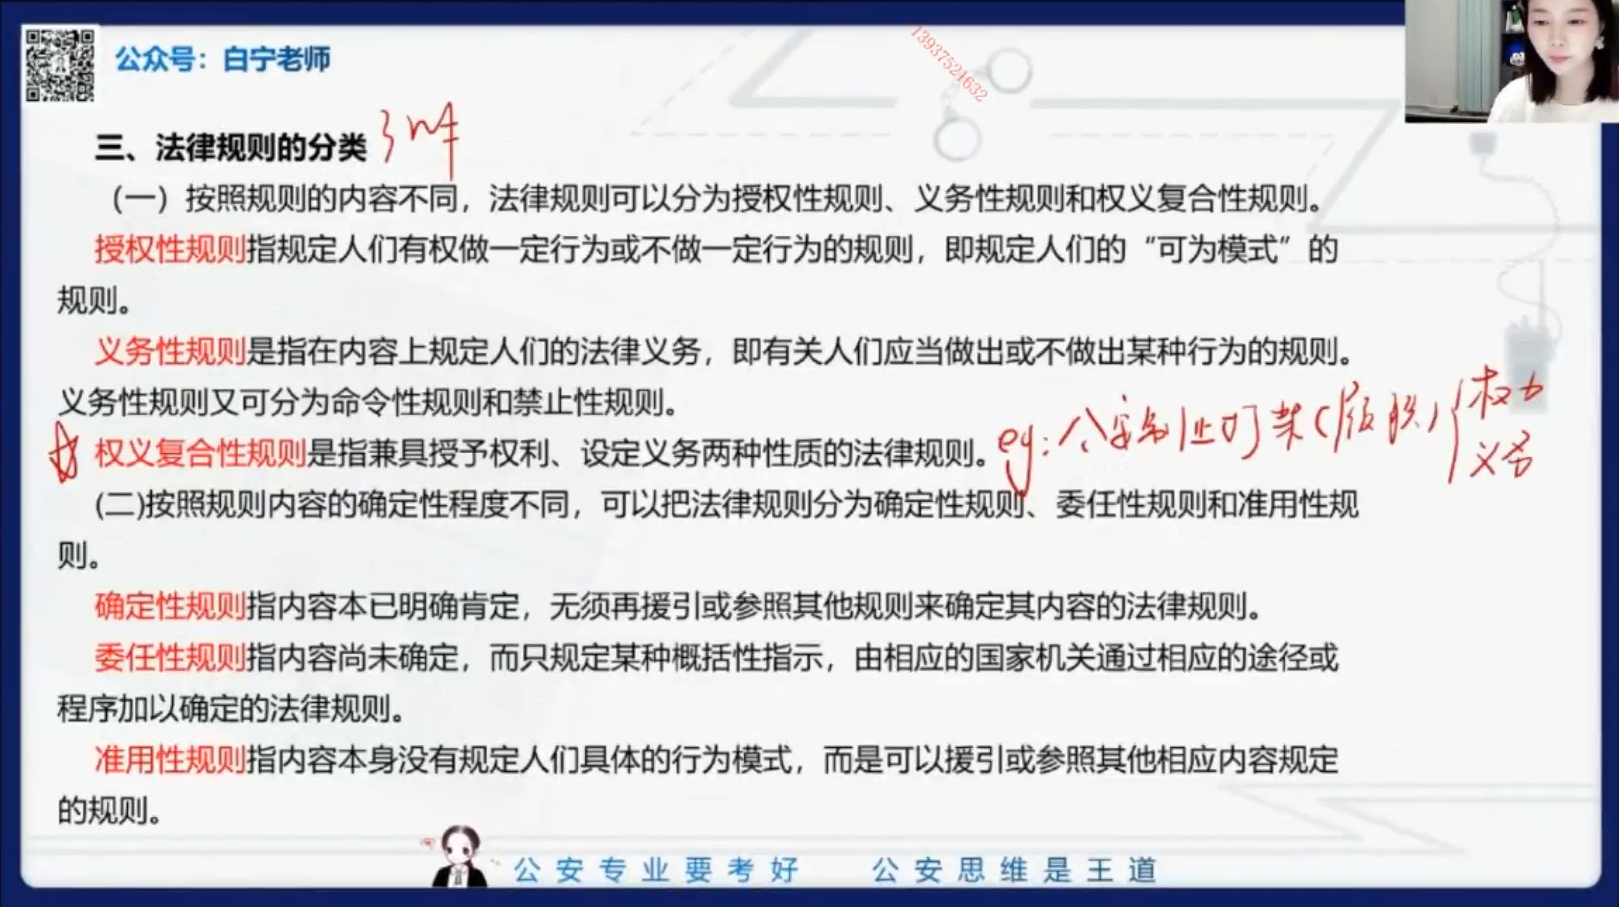 公众号：白宁老师
13937521632
三、法律规则的分类 3种
（一）按照规则的内容不同，法律规则可以分为授权性规则、义务性规则和权义复合性规则。
授权性规则指规定人们有权做一定行为或不做一定行为的规则，即规定人们的“可为模式”的
规则。
义务性规则是指在内容上规定人们的法律义务，即有关人们应当做出或不做出某种行为的规则。
义务性规则又可分为命令性规则和禁止性规则。
权义复合性规则是指兼具授予权利、设定义务两种性质的法律规则。
eg: 公安制止打架(履职) 权力
义务
(二)按照规则内容的确定性程度不同，可以把法律规则分为确定性规则、委任性规则和准用性规
则。
确定性规则指内容本已明确肯定，无须再援引或参照其他规则来确定其内容的法律规则。
委任性规则指内容尚未确定，而只规定某种概括性指示，由相应的国家机关通过相应的途径或
程序加以确定的法律规则。
准用性规则指内容本身没有规定人们具体的行为模式，而是可以援引或参照其他相应内容规定
的规则。
公安专业要考好 公安思维是王道